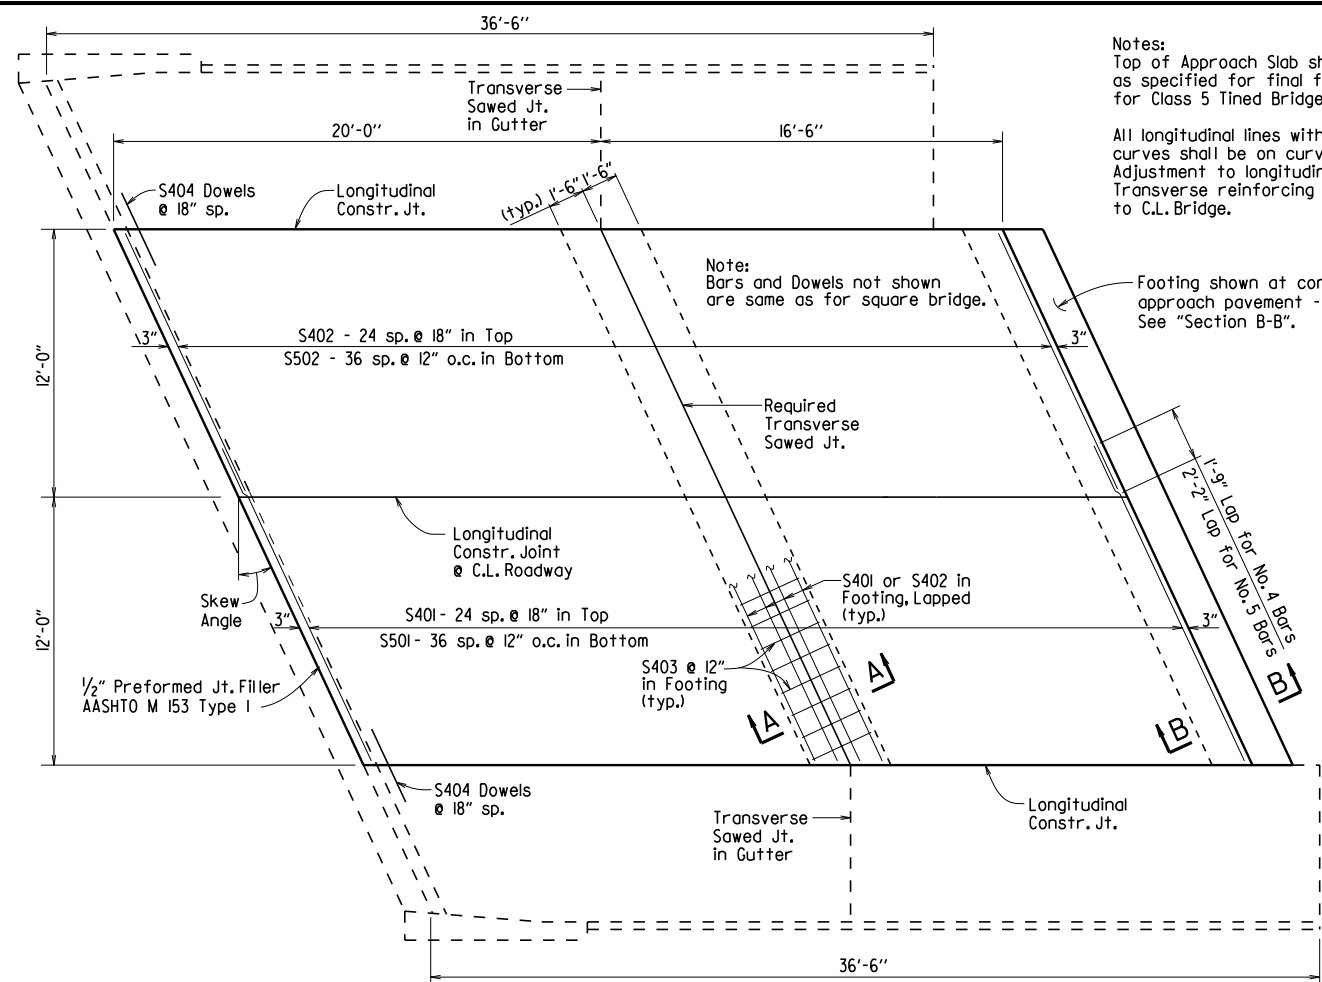 36'-6"
Notes:
Top of Approach Slab sh
as specified for final f
for Class 5 Tined Bridge
All longitudinal lines with
curves shall be on curv
Adjustment to longitudin
Transverse reinforcing
to C.L. Bridge.
Transverse
Sawed Jt.
in Gutter
20'-0"
16'-6"
S404 Dowels
@ 18" sp.
Longitudinal
Constr. Jt.
(typ.) 1'-6" 1'-6"
Note:
Bars and Dowels not shown
are same as for square bridge.
Footing shown at cor
approach pavement -
See "Section B-B".
12'-0"
3"
S402 - 24 sp. @ 18" in Top
S502 - 36 sp. @ 12" o.c. in Bottom
3"
Required
Transverse
Sawed Jt.
1'-9" Lap for No. 4 Bars
2'-2" Lap for No. 5 Bars
Longitudinal
Constr. Joint
@ C.L. Roadway
Skew
Angle
12'-0"
3"
S401 - 24 sp. @ 18" in Top
S501 - 36 sp. @ 12" o.c. in Bottom
3"
S401 or S402 in
Footing, Lapped
(typ.)
S403 @ 12"
in Footing
(typ.)
A
A
B
B
1/2" Preformed Jt. Filler
AASHTO M 153 Type 1
S404 Dowels
@ 18" sp.
Transverse
Sawed Jt.
in Gutter
Longitudinal
Constr. Jt.
36'-6"